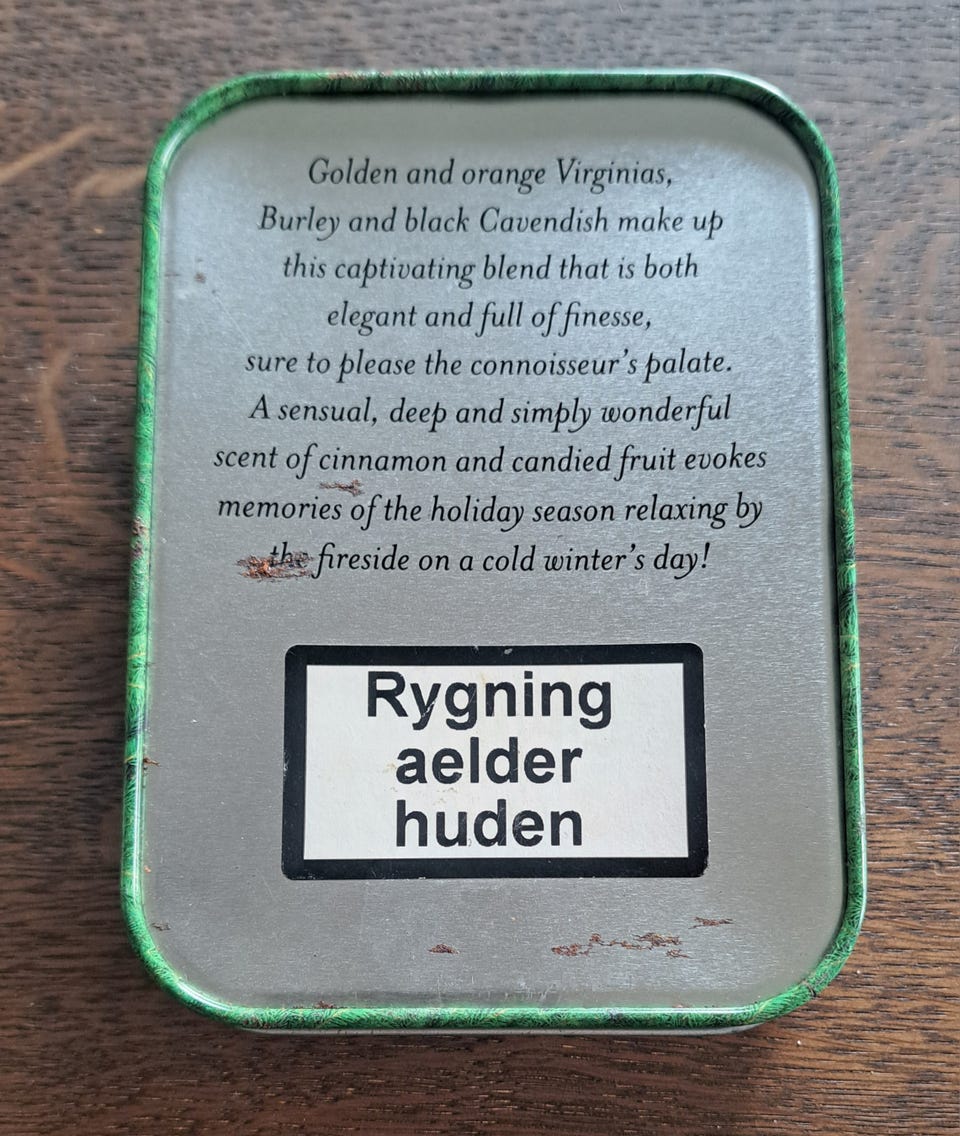 Golden and orange Virginias,
Burley and black Cavendish make up
this captivating blend that is both
elegant and full of finesse,
sure to please the connoisseur's palate.
A sensual, deep and simply wonderful
scent of cinnamon and candied fruit evokes
memories of the holiday season relaxing by
the fireside on a cold winter's day!
Rygning
aelder
huden